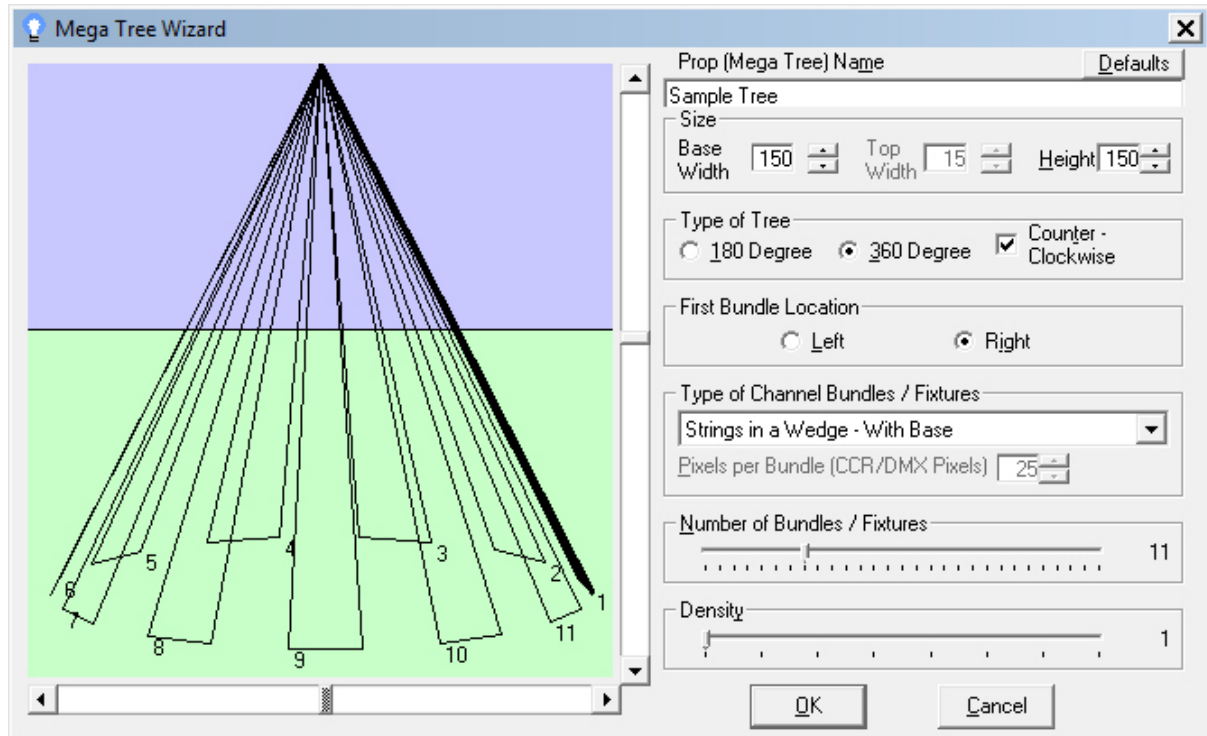 Mega Tree Wizard
Prop (Mega Tree) Name
Defaults
Sample Tree
Size
Base Width
150
Top Width
15
Height
150
Type of Tree
180 Degree
360 Degree
Counter -
Clockwise
First Bundle Location
Left
Right
Type of Channel Bundles / Fixtures
Strings in a Wedge - With Base
Pixels per Bundle (CCR/DMX Pixels)
25
Number of Bundles / Fixtures
11
Density
1
OK
Cancel
4
3
5
2
6
1
7
11
8
10
9